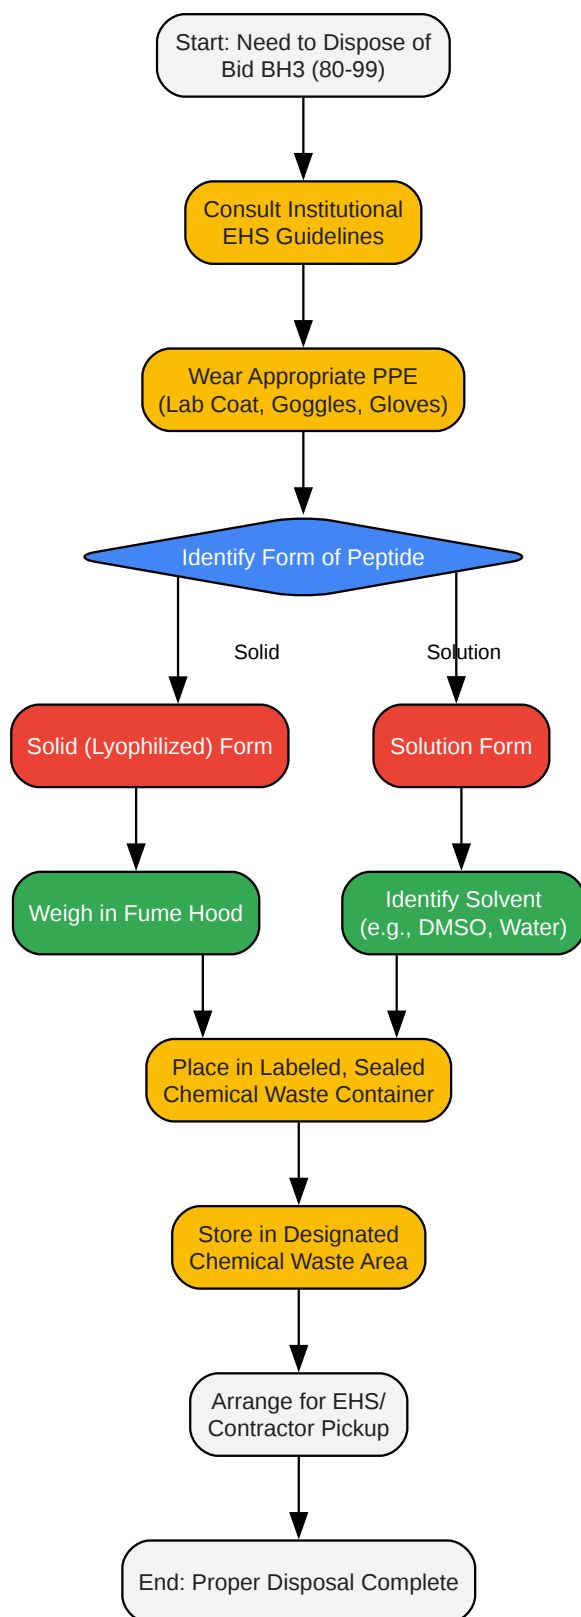 Start: Need to Dispose of
Bid BH3 (80-99)
Consult Institutional
EHS Guidelines
Wear Appropriate PPE
(Lab Coat, Goggles, Gloves)
Identify Form of Peptide
Solid
Solution
Solid (Lyophilized) Form
Solution Form
Weigh in Fume Hood
Identify Solvent
(e.g., DMSO, Water)
Place in Labeled, Sealed
Chemical Waste Container
Store in Designated
Chemical Waste Area
Arrange for EHS/
Contractor Pickup
End: Proper Disposal Complete